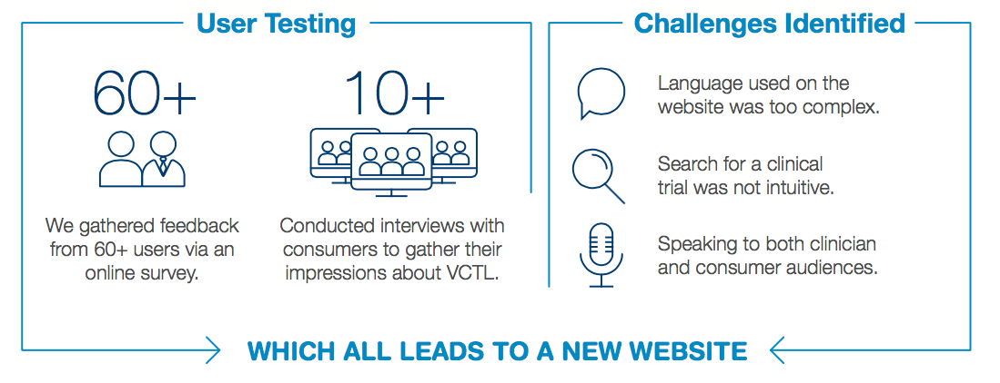 User Testing
60+
We gathered feedback
from 60+ users via an
online survey.
10+
Conducted interviews with
consumers to gather their
impressions about VCTL.
Challenges Identified
Language used on the
website was too complex.
Search for a clinical
trial was not intuitive.
Speaking to both clinician
and consumer audiences.
WHICH ALL LEADS TO A NEW WEBSITE